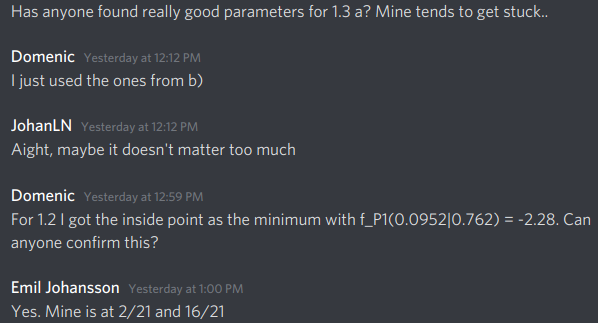 Has anyone found really good parameters for 1.3 a? Mine tends to get stuck..
Domenic Yesterday at 12:12 PM
I just used the ones from b)
JohanLN Yesterday at 12:12 PM
Aight, maybe it doesn't matter too much
Domenic Yesterday at 12:59 PM
For 1.2 I got the inside point as the minimum with f_P1(0.0952|0.762) = -2.28. Can
anyone confirm this?
Emil Johansson Yesterday at 1:00 PM
Yes. Mine is at 2/21 and 16/21